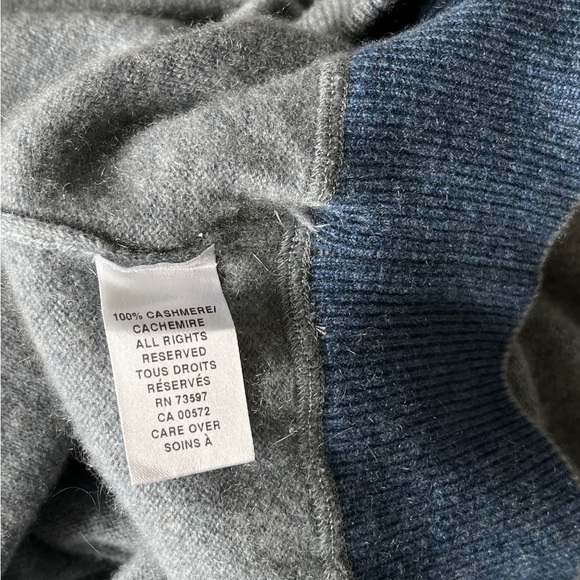 100% CASHMERE/
CACHEMIRE
ALL RIGHTS
RESERVED
TOUS DROITS
RÉSERVÉS
RN 73597
CA 00572
CARE OVER
SOINS À